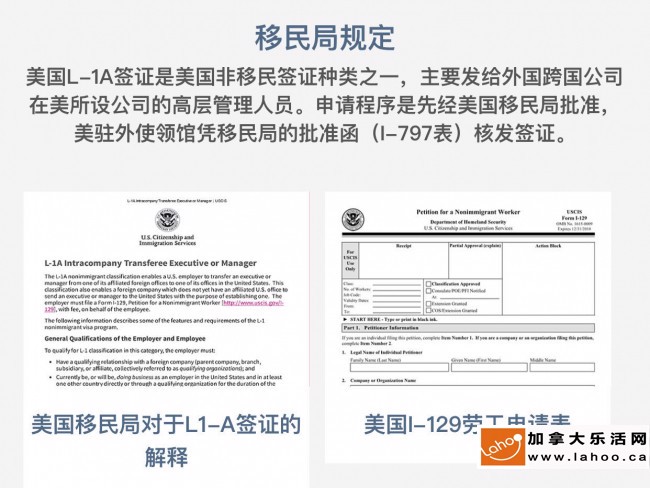 移民局规定
美国L-1A签证是美国非移民签证种类之一，主要发给外国跨国公司
在美所设公司的高层管理人员。申请程序是先经美国移民局批准，
美驻外使领馆凭移民局的批准函（I-797表）核发签证。
L-1A Intracompany Transferee Executive or Manager | USCIS
U.S. Citizenship and
Immigration Services
L-1A Intracompany Transferee Executive or Manager
The L-1A nonimmigrant classification enables a U.S. employer to transfer an executive or
manager from one of its affiliated foreign offices to one of its offices in the United States. This
classification also enables a foreign company which does not yet have an affiliated U.S. office to
send an executive or manager to the United States with the purpose of establishing one. The
employer must file a Form I-129, Petition for a Nonimmigrant Worker [http://www.uscis.gov/i-
129], with fee, on behalf of the employee.
The following information describes some of the features and requirements of the L-1
nonimmigrant visa program.
General Qualifications of the Employer and Employee
To qualify for L-1 classification in this category, the employer must:
• Have a qualifying relationship with a foreign company (parent company, branch,
subsidiary, or affiliate, collectively referred to as qualifying organizations); and
• Currently be, or will be, doing business as an employer in the United States and in at least
one other country directly or through a qualifying organization for the duration of the
美国移民局对于L1-A签证的
解释
Petition for a Nonimmigrant Worker
Department of Homeland Security
U.S. Citizenship and Immigration Services
USCIS
Form I-129
OMB No. 1615-0009
Expires 12/31/2018
For
USCIS
Use
Only
Receipt
Partial Approval (explain)
Action Block
Class:
No. of Workers:
Job Code:
Validity Dates:
From:
To:
Classification Approved
Consulate/POE/PFI Notified
At:
Extension Granted
COS/Extension Granted
► START HERE - Type or print in black ink.
Part 1. Petitioner Information
If you are an individual filing this petition, complete Item Number 1. If you are a company or an organization filing this petition,
complete Item Number 2.
1. Legal Name of Individual Petitioner
Family Name (Last Name)
Given Name (First Name)
Middle Name
2. Company or Organization Name
美国I-129劳工申请表
Lahoo
加拿大乐活网
www.lahoo.ca